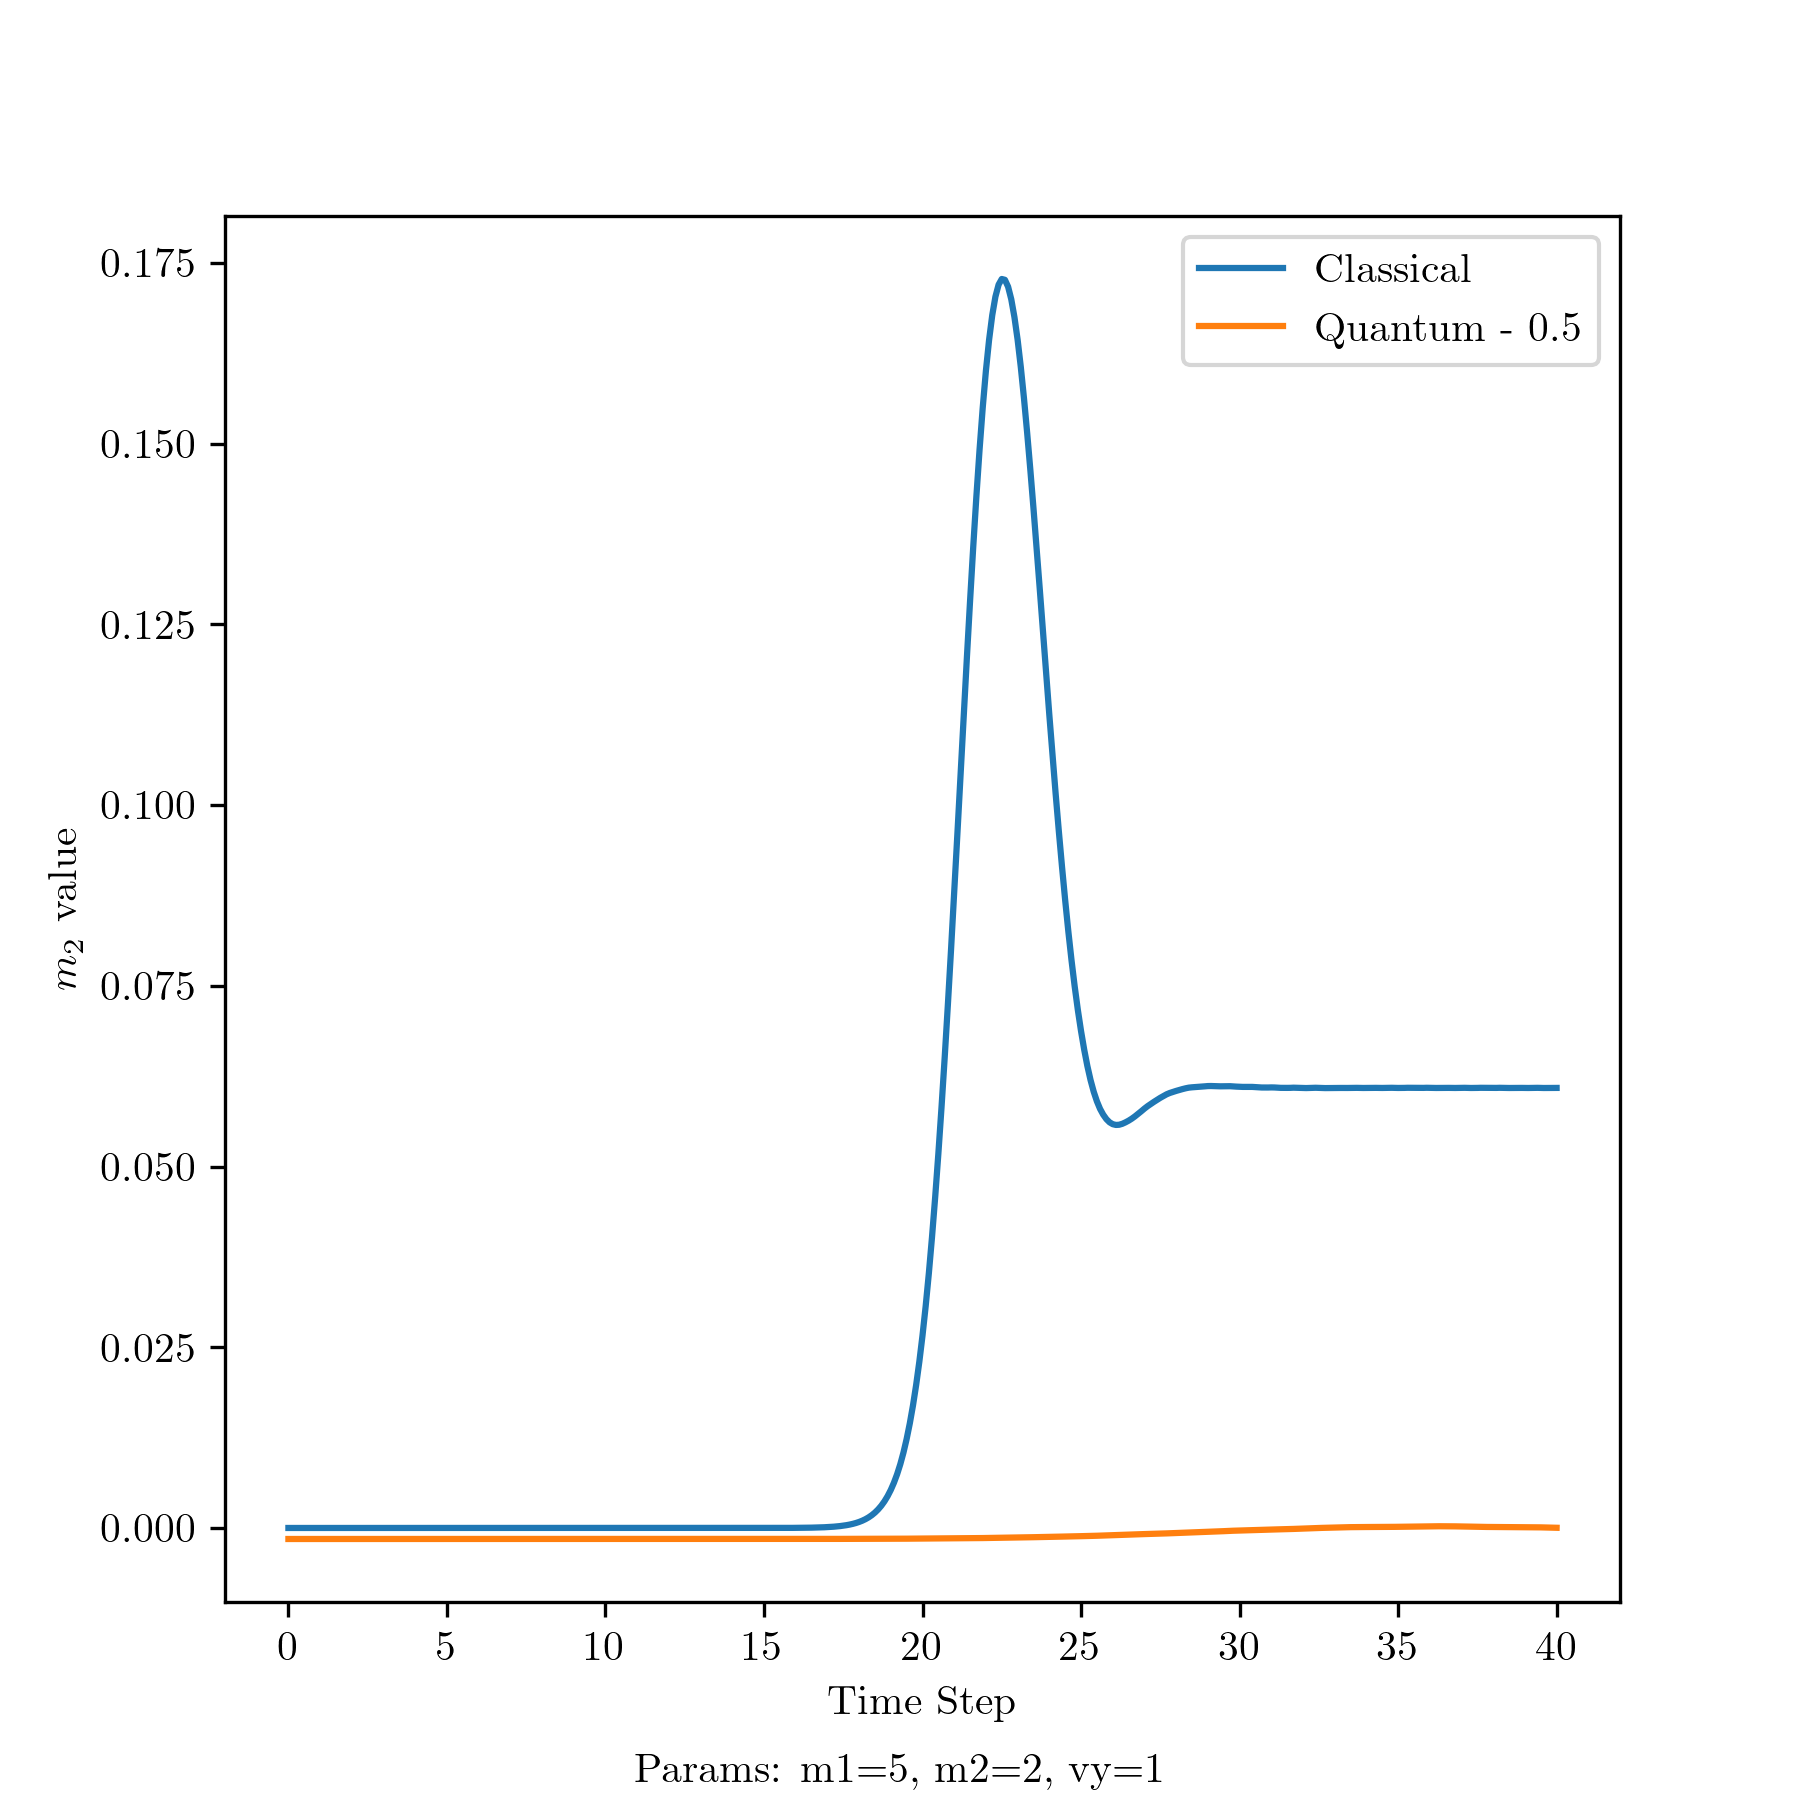 Classical
Quantum - 0.5
0.175
0.150
0.125
0.100
0.075
0.050
0.025
0.000
m₂ value
0 5 10 15 20 25 30 35 40
Time Step
Params: m1=5, m2=2, vy=1